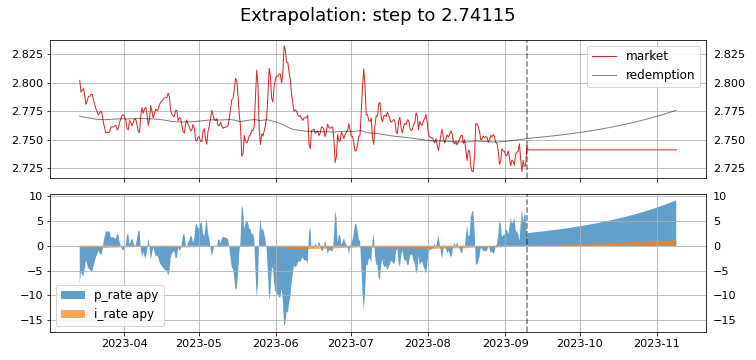 Extrapolation: step to 2.74115
2.825 2.825
market
2.800 2.800
redemption
2.775 2.775
2.750 2.750
2.725 2.725
10 10
5 5
0 0
−5 −5
−10 −10
p_rate apy
i_rate apy
−15 −15
2023-04 2023-05 2023-06 2023-07 2023-08 2023-09 2023-10 2023-11